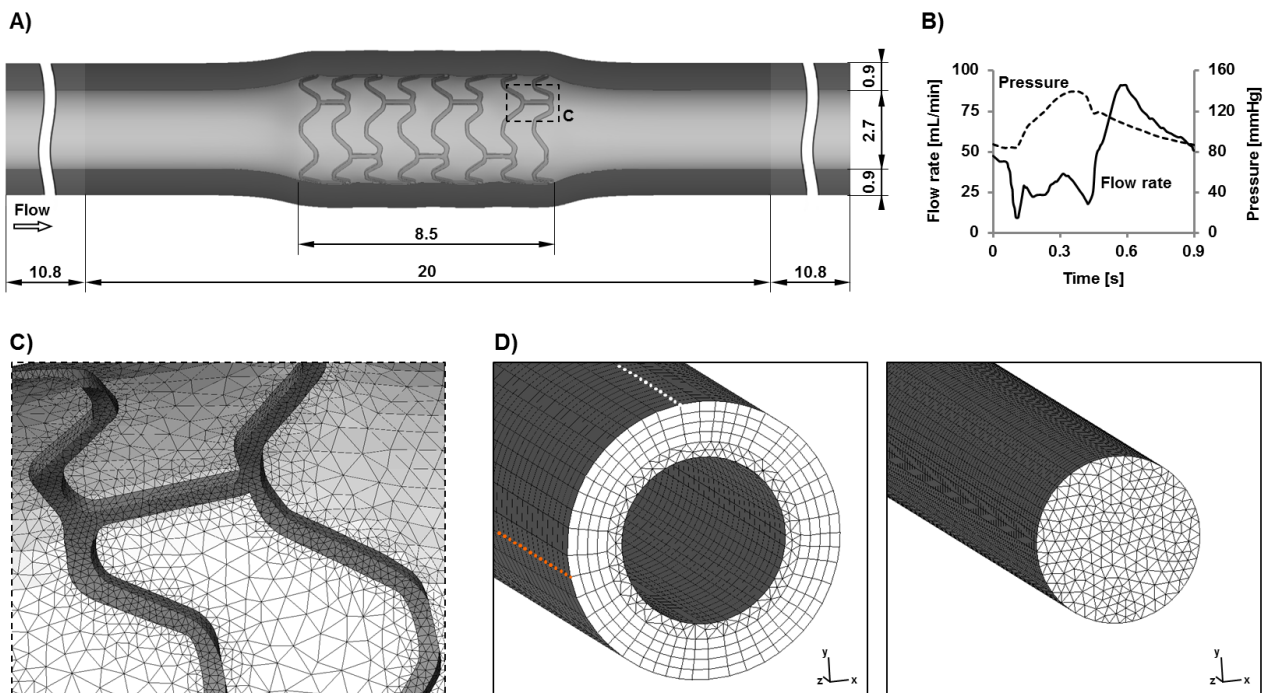 A)
C
0.9
2.7
0.9
Flow
8.5
20
10.8
10.8
B)
Flow rate [mL/min]
100
75
50
25
0
Pressure
Flow rate
160
120
80
40
0
Pressure [mmHg]
0 0.3 0.6 0.9
Time [s]
C)
D)
y
z x
y
z x